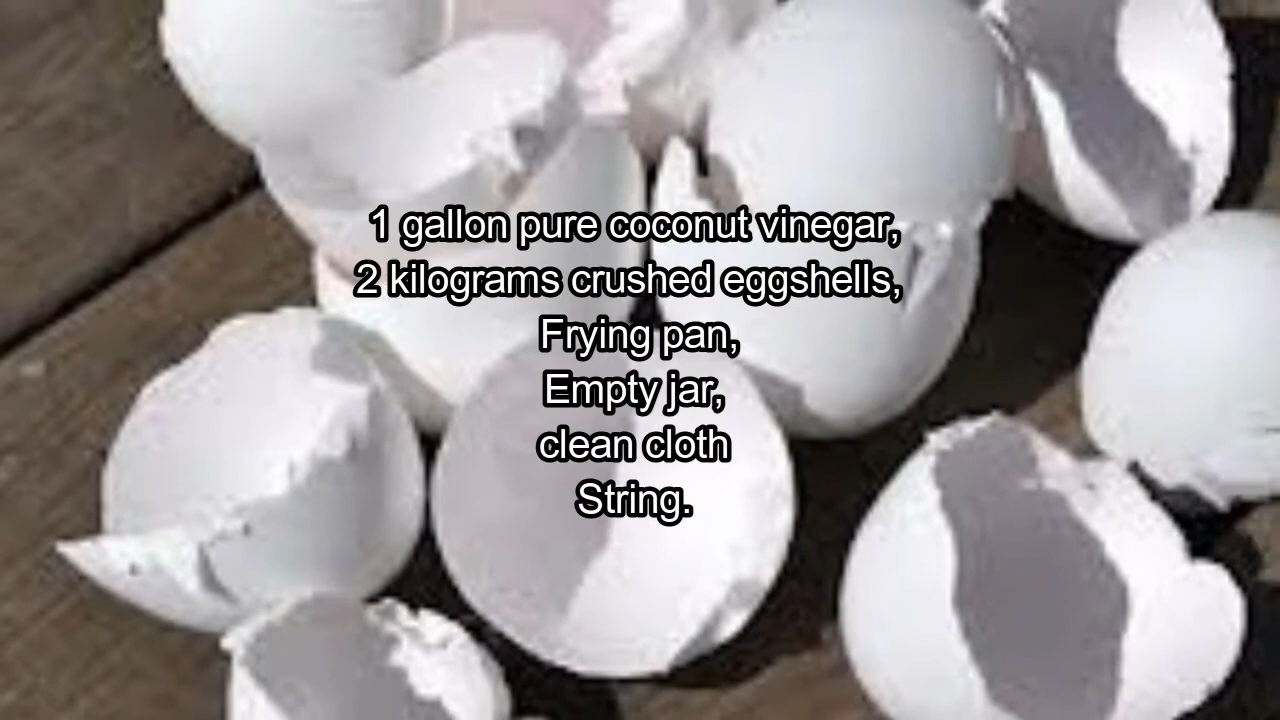 1 gallon pure coconut vinegar,
2 kilograms crushed eggshells,
Frying pan,
Empty jar,
clean cloth
String.